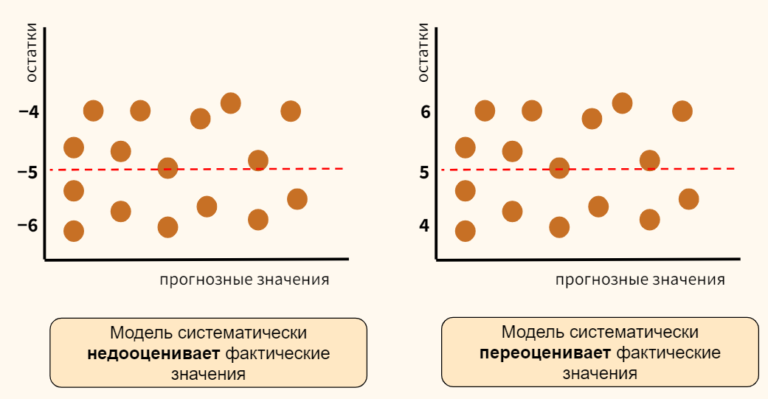 остатки
−4
−5
−6
прогнозные значения
Модель систематически
недооценивает фактические
значения
остатки
6
5
4
прогнозные значения
Модель систематически
переоценивает фактические
значения